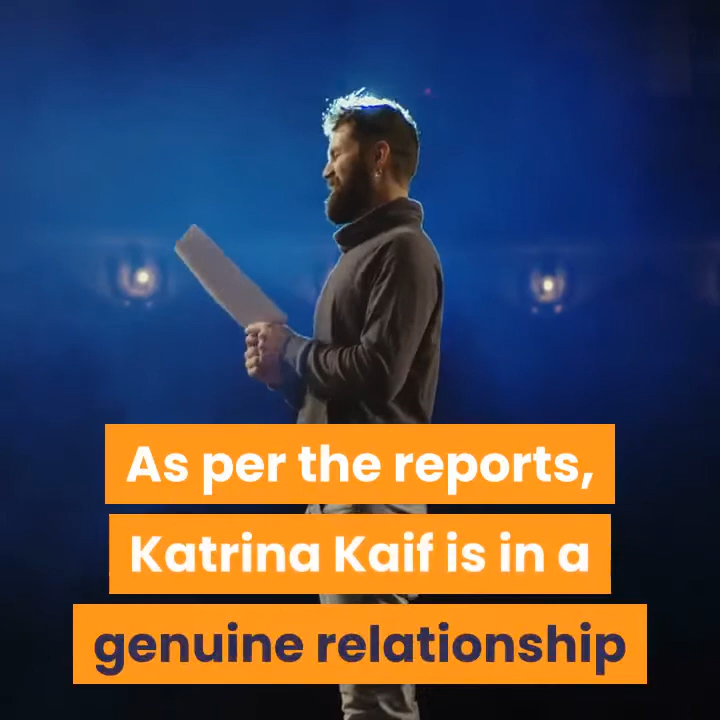 As per the reports,
Katrina Kaif is in a
genuine relationship